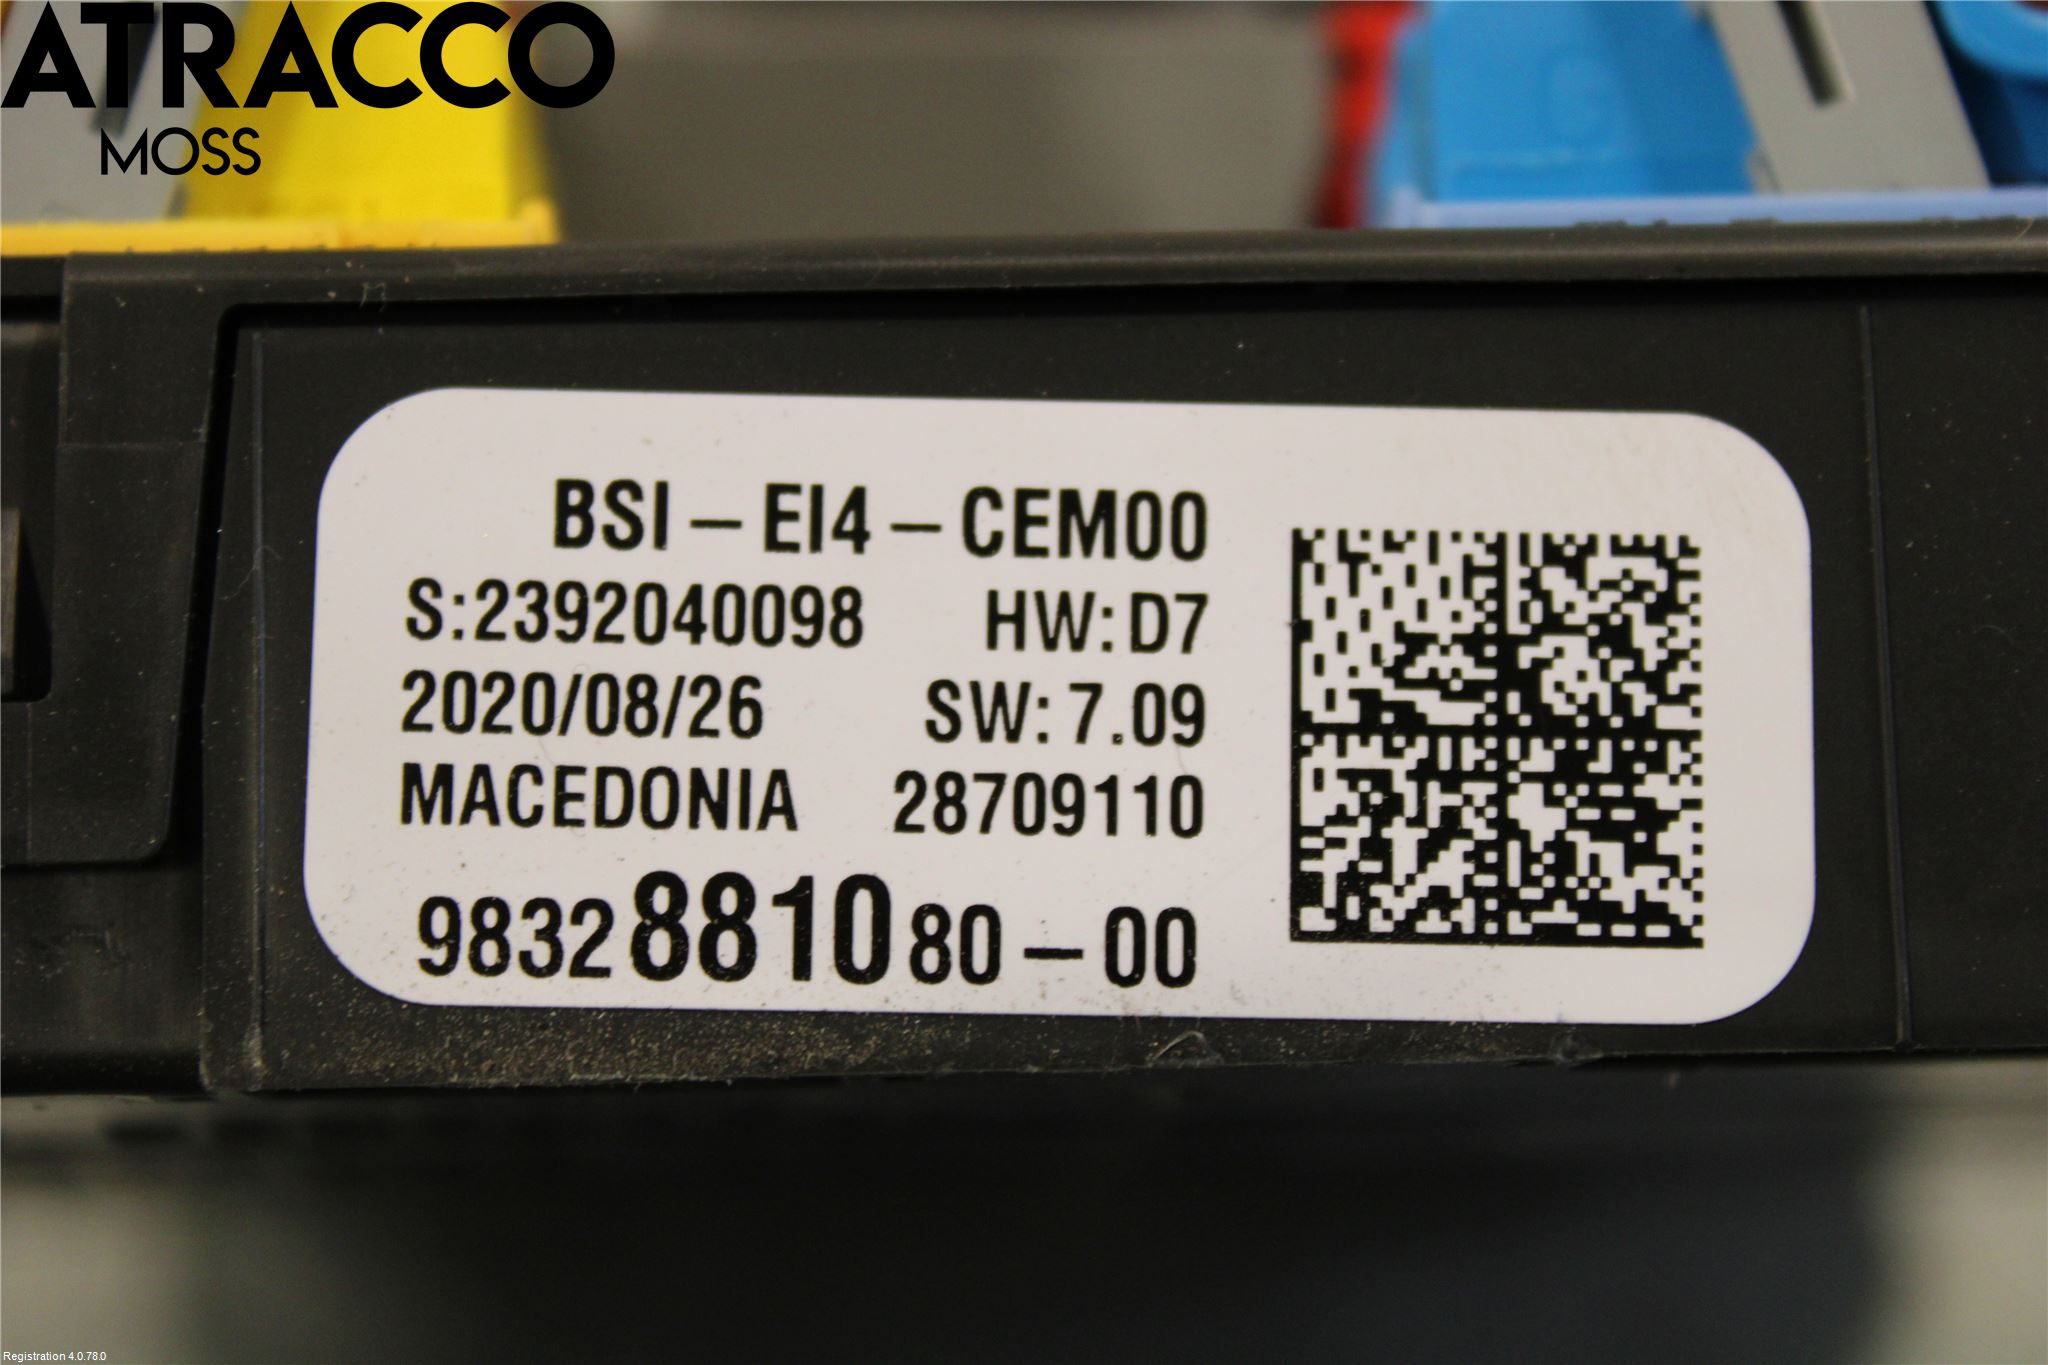 ATRACCO
MOSS
BSI - EI4 - CEM00
S:2392040098 HW:D7
2020/08/26 SW:7.09
MACEDONIA 28709110
9832881080-00
Registration 4.0.78.0